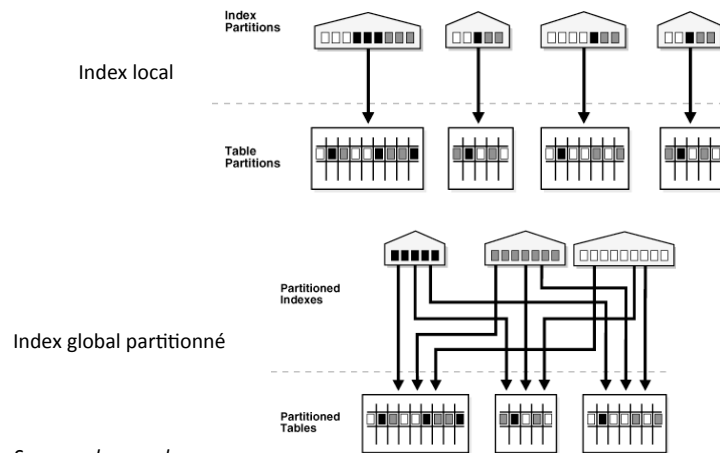 Index
Partitions
Index local
Table
Partitions
Partitioned
Indexes
Index global partitionné
Partitioned
Tables